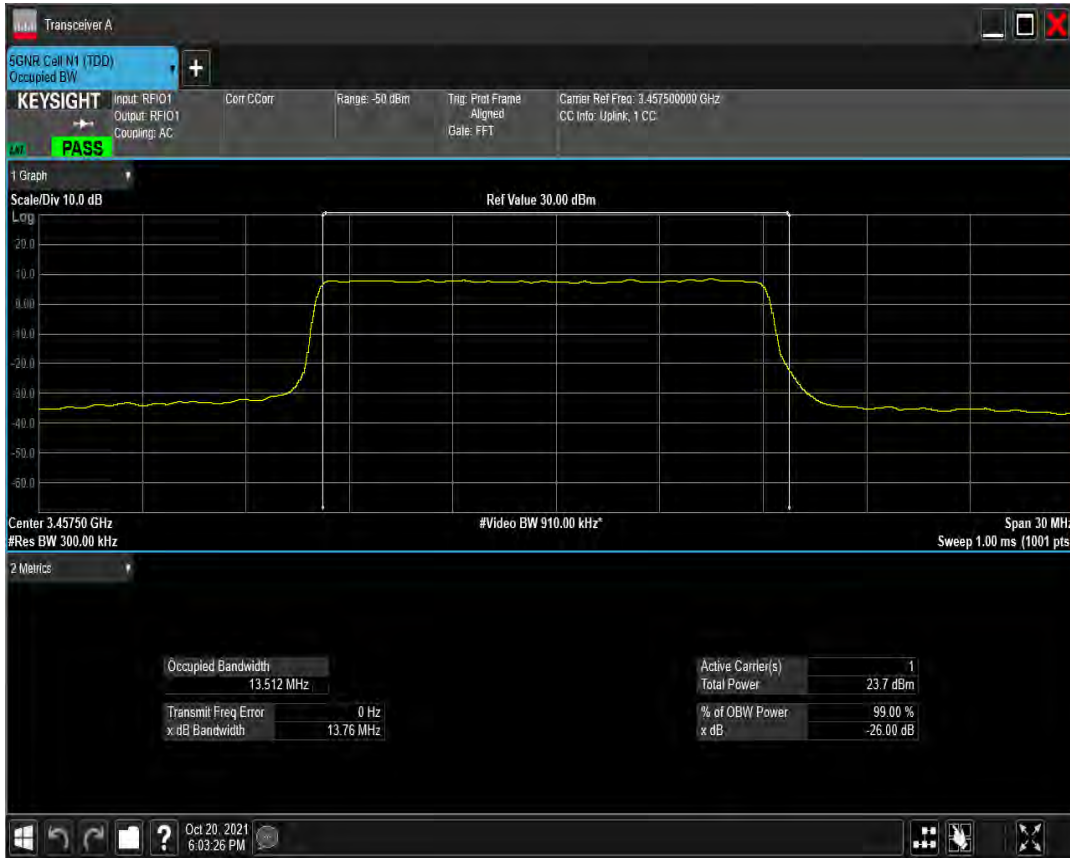 Transceiver A
5GNR Cell N1 (TDD)
Occupied BW
+
KEYSIGHT
Input: RFIO1
Output: RFIO1
Coupling: AC
Corr CCorr
Range: -50 dBm
Trig: Prot Frame
Aligned
Gate: FFT
Carrier Ref Freq: 3.457500000 GHz
CC Info: Uplink, 1 CC
PASS
1 Graph
Scale/Div 10.0 dB
Ref Value 30.00 dBm
Log
20.0
10.0
0.00
-10.0
-20.0
-30.0
-40.0
-50.0
-60.0
Center 3.45750 GHz
#Video BW 910.00 kHz*
Span 30 MHz
#Res BW 300.00 kHz
Sweep 1.00 ms (1001 pts
2 Metrics
Occupied Bandwidth
13.512 MHz
Transmit Freq Error 0 Hz
x dB Bandwidth 13.76 MHz
Active Carrier(s) 1
Total Power 23.7 dBm
% of OBW Power 99.00 %
x dB -26.00 dB
?
Oct 20, 2021
6:03:26 PM